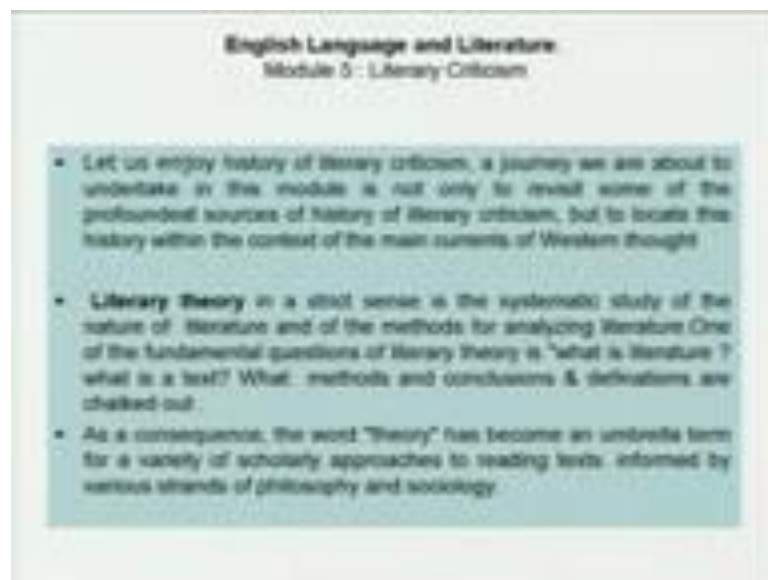 English Language and Literature
Module 5 : Literary Criticism
• Let us enjoy history of literary criticism, a journey we are about to
undertake in this module is not only to revisit some of the
profoundest sources of history of literary criticism, but to locate this
history within the context of the main currents of Western thought
• Literary theory in a strict sense is the systematic study of the
nature of literature and of the methods for analyzing literature.One
of the fundamental questions of literary theory is "what is literature ?
what is a text? What methods and conclusions & definations are
chalked out
• As a consequence, the word "theory" has become an umbrella term
for a variety of scholarly approaches to reading texts. informed by
various strands of philosophy and sociology.